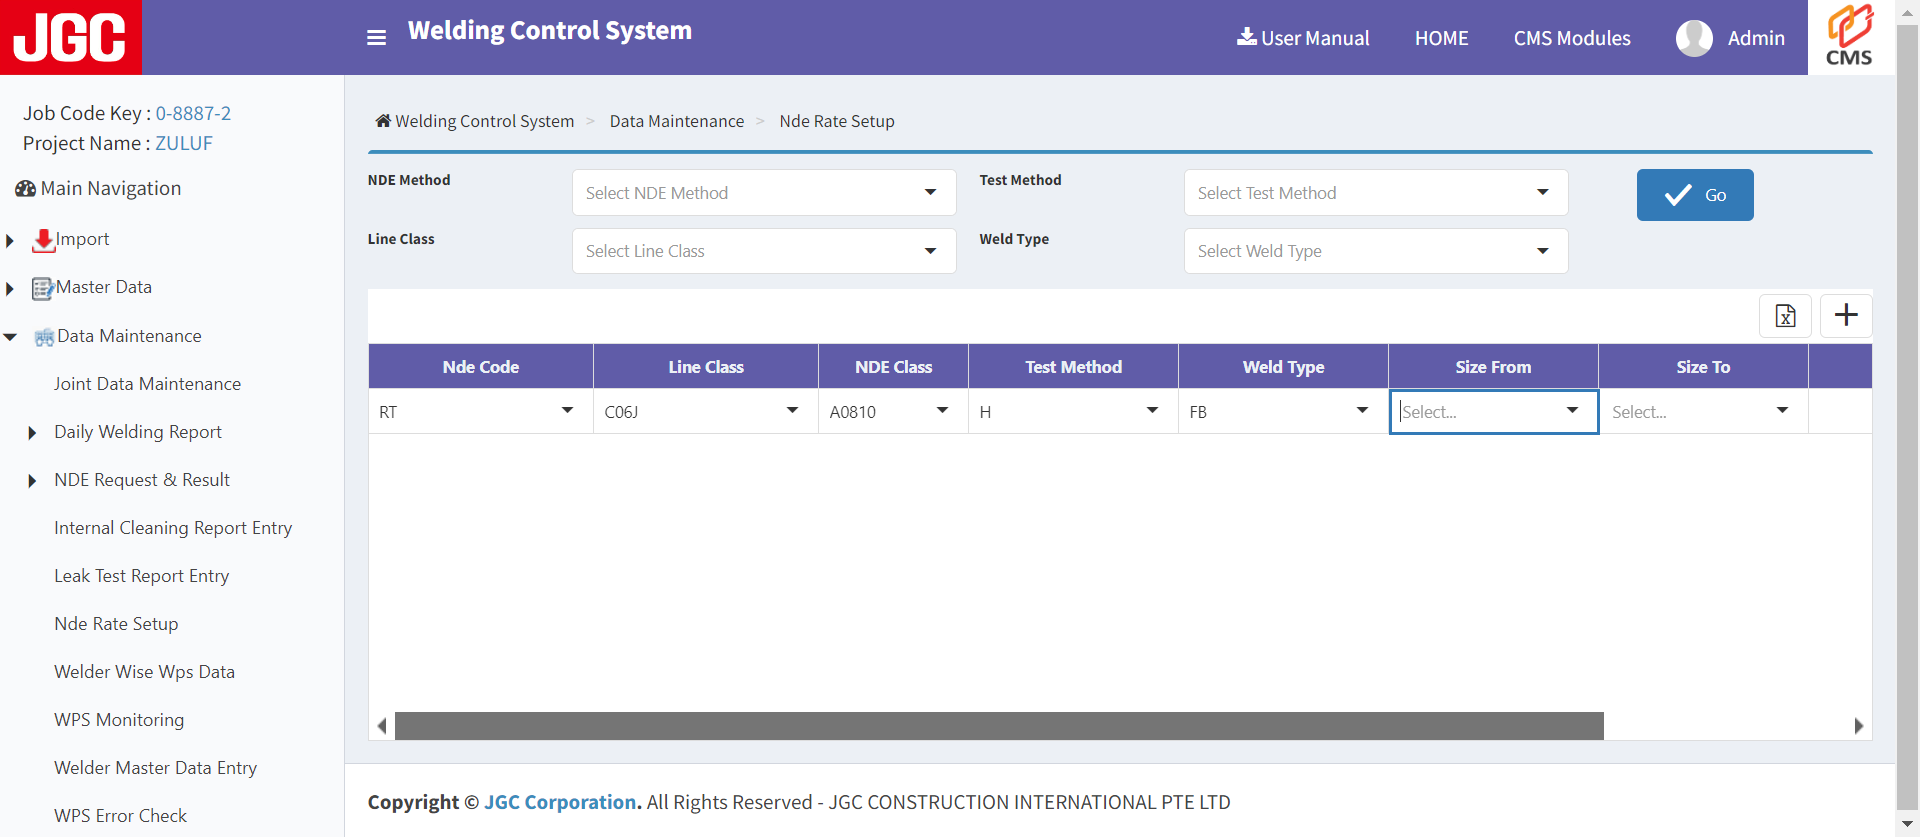 JGC
Welding Control System
User Manual
HOME
CMS Modules
Admin
CMS
Job Code Key : 0-8887-2
Project Name : ZULUF
Main Navigation
Import
Master Data
Data Maintenance
Joint Data Maintenance
Daily Welding Report
NDE Request & Result
Internal Cleaning Report Entry
Leak Test Report Entry
Nde Rate Setup
Welder Wise Wps Data
WPS Monitoring
Welder Master Data Entry
WPS Error Check
Welding Control System > Data Maintenance > Nde Rate Setup
NDE Method Select NDE Method Test Method Select Test Method Go
Line Class Select Line Class Weld Type Select Weld Type
Nde Code Line Class NDE Class Test Method Weld Type Size From Size To
RT C06J A0810 H FB Select... Select...
Copyright © JGC Corporation. All Rights Reserved - JGC CONSTRUCTION INTERNATIONAL PTE LTD